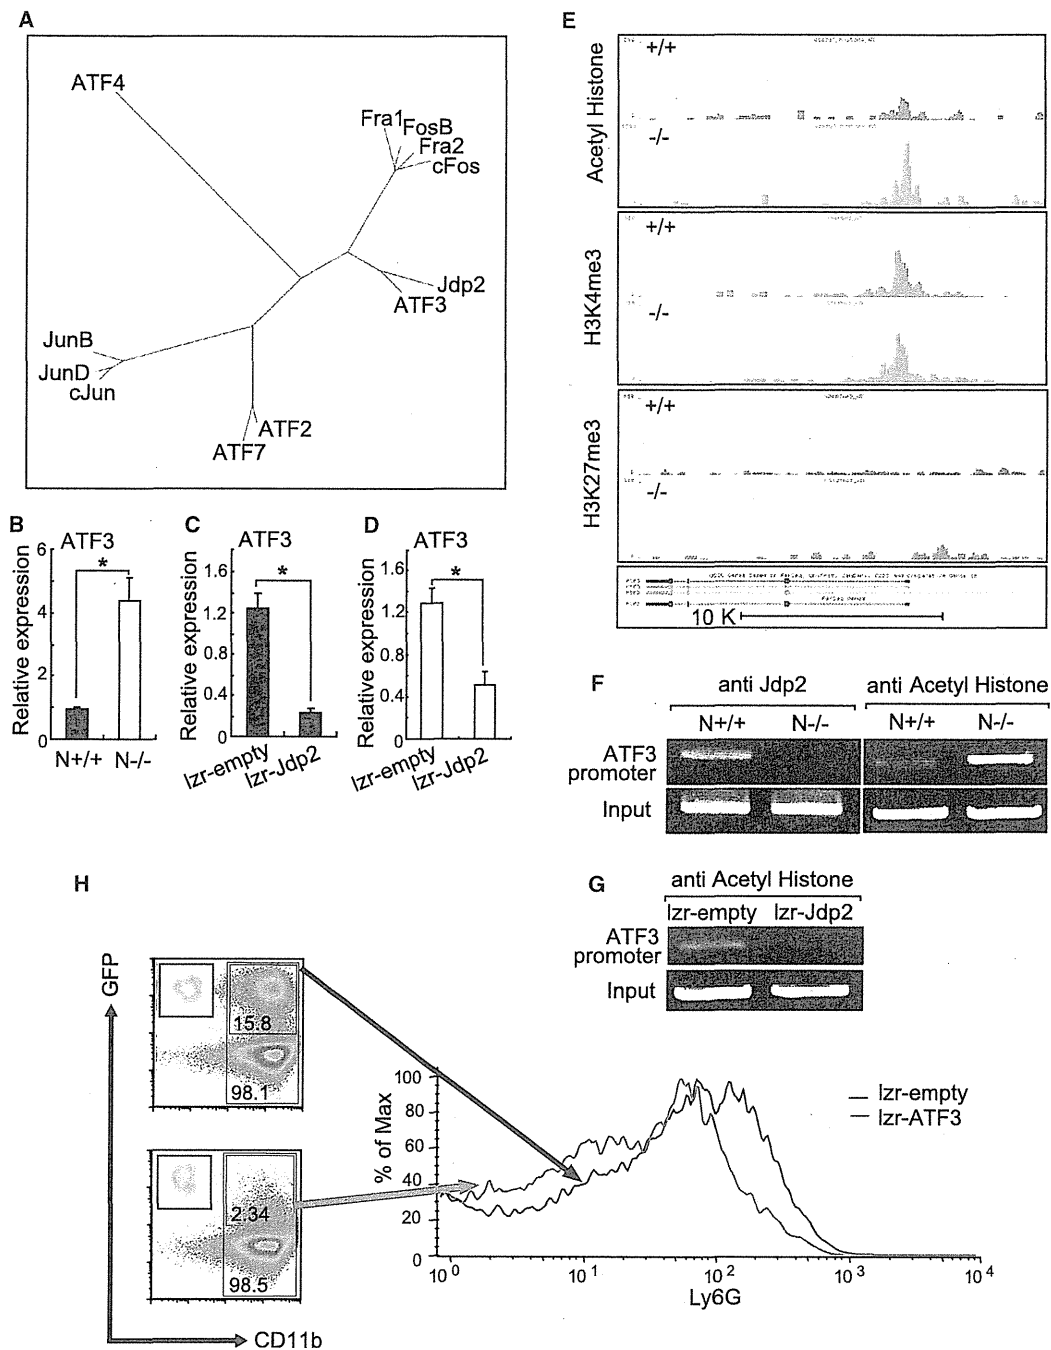 A
ATF4
Fra1
FosB
Fra2
cFos
Jdp2
ATF3
JunB
JunD
cJun
ATF2
ATF7
B
ATF3
*
Relative expression
6
4
2
0
N+/+ N-/-
C
ATF3
*
Relative expression
1.6
1.2
0.8
0.4
0
lzr-empty
lzr-Jdp2
D
ATF3
*
Relative expression
1.6
1.2
0.8
0.4
0
lzr-empty
lzr-Jdp2
E
Acetyl Histone
+/+
-/-
H3K4me3
+/+
-/-
H3K27me3
+/+
-/-
10 K
F
anti Jdp2
anti Acetyl Histone
N+/+ N-/- N+/+ N-/-
ATF3
promoter
Input
G
anti Acetyl Histone
lzr-empty lzr-Jdp2
ATF3
promoter
Input
H
GFP
15.8
98.1
2.34
98.5
CD11b
% of Max
100
80
60
40
20
0
10^0 10^1 10^2 10^3 10^4
Ly6G
lzr-empty
lzr-ATF3